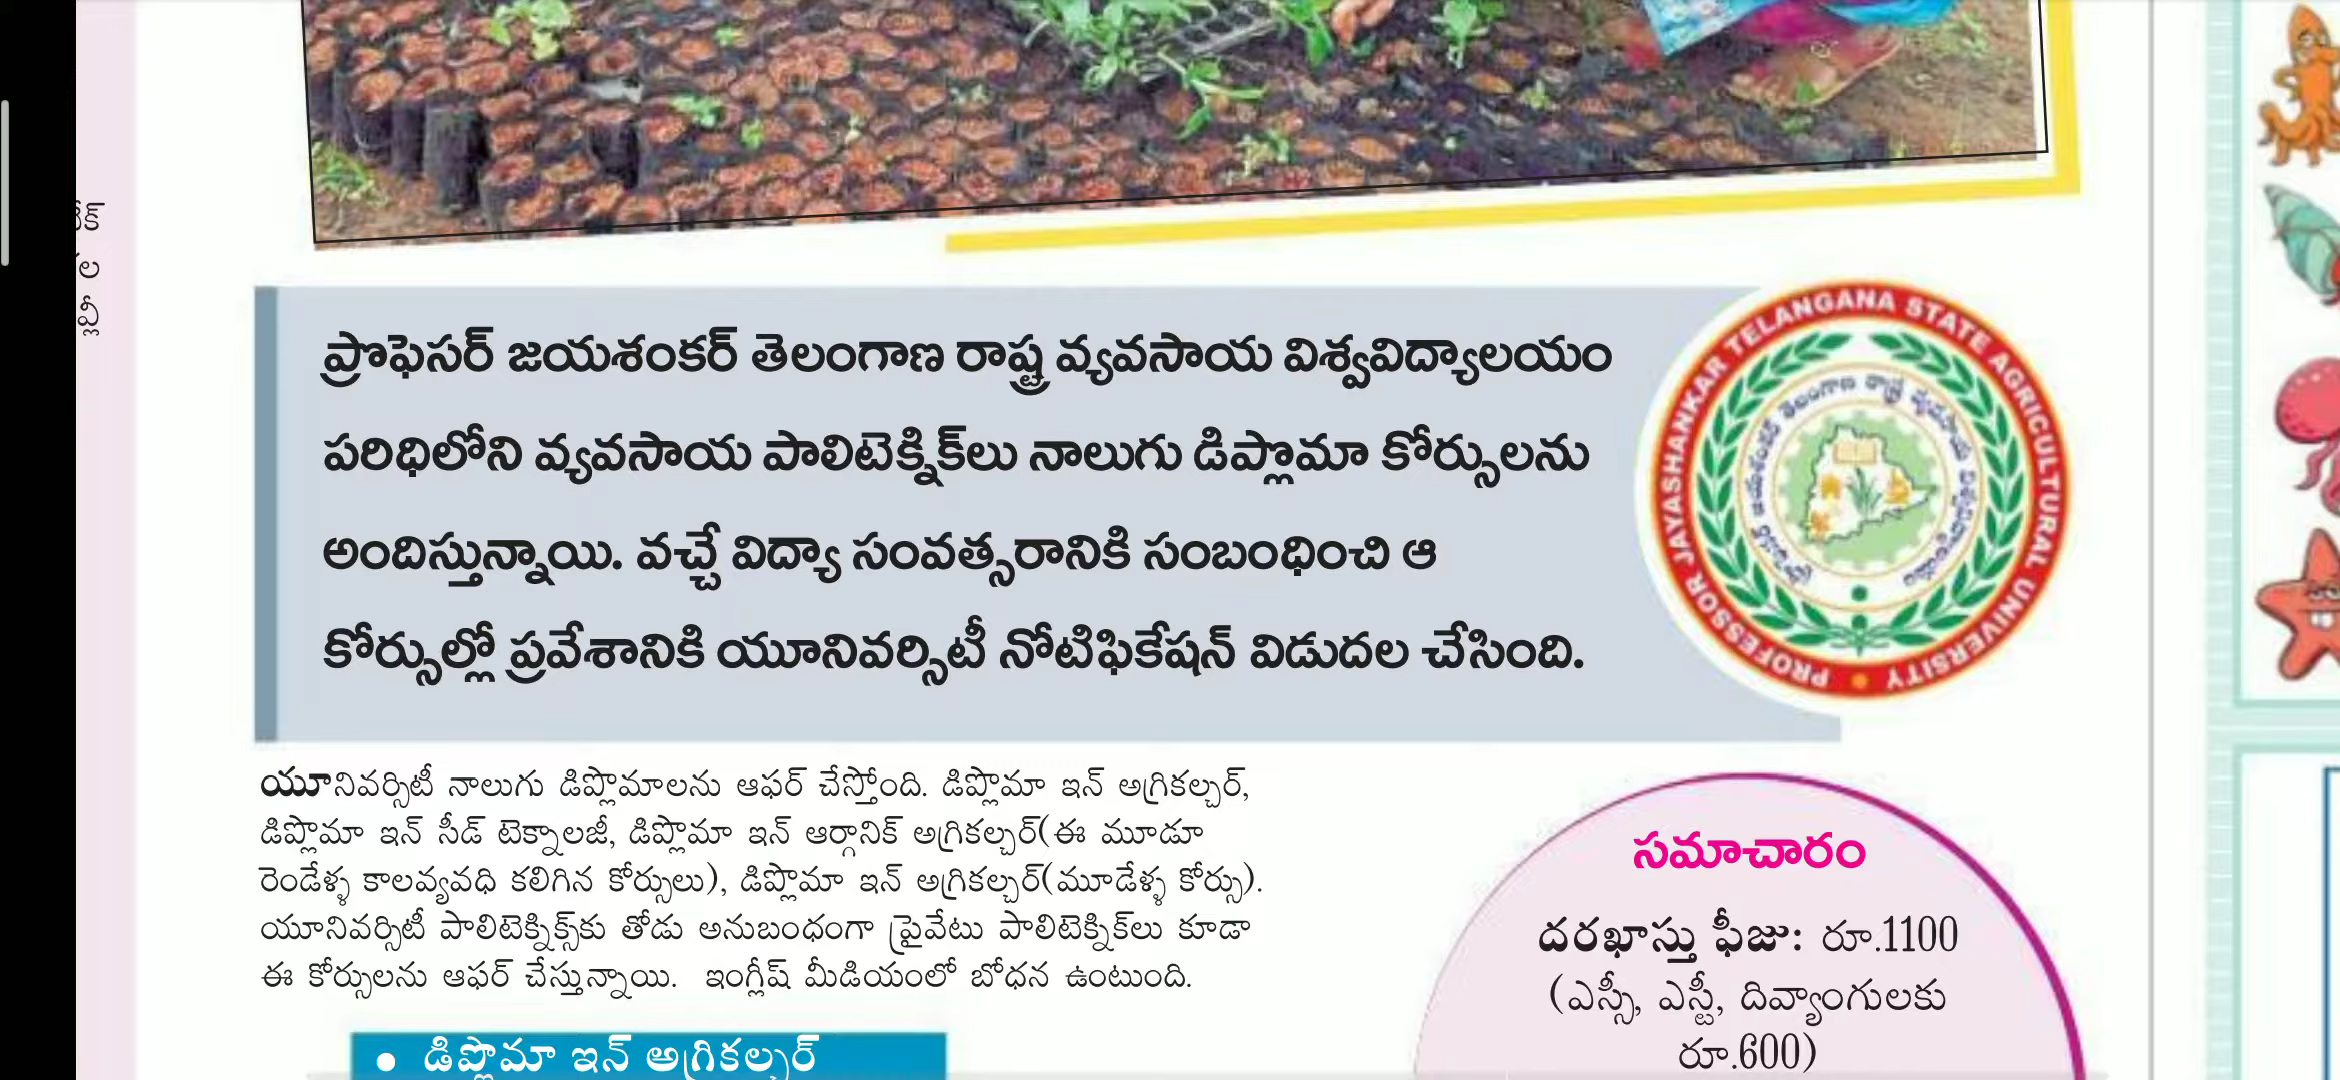 ప్రొఫెసర్ జయశంకర్ తెలంగాణ రాష్ట్ర వ్యవసాయ విశ్వవిద్యాలయం
పరిధిలోని వ్యవసాయ పాలిటెక్నిక్‌లు నాలుగు డిప్లొమా కోర్సులను
అందిస్తున్నాయి. వచ్చే విద్యా సంవత్సరానికి సంబంధించి ఆ
కోర్సుల్లో ప్రవేశానికి యూనివర్సిటీ నోటిఫికేషన్ విడుదల చేసింది.
PROFESSOR JAYASHANKAR TELANGANA STATE AGRICULTURAL UNIVERSITY
యూనివర్సిటీ నాలుగు డిప్లొమాలను ఆఫర్ చేస్తోంది. డిప్లొమా ఇన్ అగ్రికల్చర్,
డిప్లొమా ఇన్ సీడ్ టెక్నాలజీ, డిప్లొమా ఇన్ ఆర్గానిక్ అగ్రికల్చర్(ఈ మూడూ
రెండేళ్ళ కాలవ్యవధి కలిగిన కోర్సులు), డిప్లొమా ఇన్ అగ్రికల్చర్(మూడేళ్ళ కోర్సు).
యూనివర్సిటీ పాలిటెక్నిక్స్‌కు తోడు అనుబంధంగా ప్రైవేటు పాలిటెక్నిక్‌లు కూడా
ఈ కోర్సులను ఆఫర్ చేస్తున్నాయి. ఇంగ్లీష్ మీడియంలో బోధన ఉంటుంది.
• డిప్లొమా ఇన్ అగ్రికల్చర్
సమాచారం
దరఖాస్తు ఫీజు: రూ.1100
(ఎస్సీ, ఎస్టీ, దివ్యాంగులకు
రూ.600)